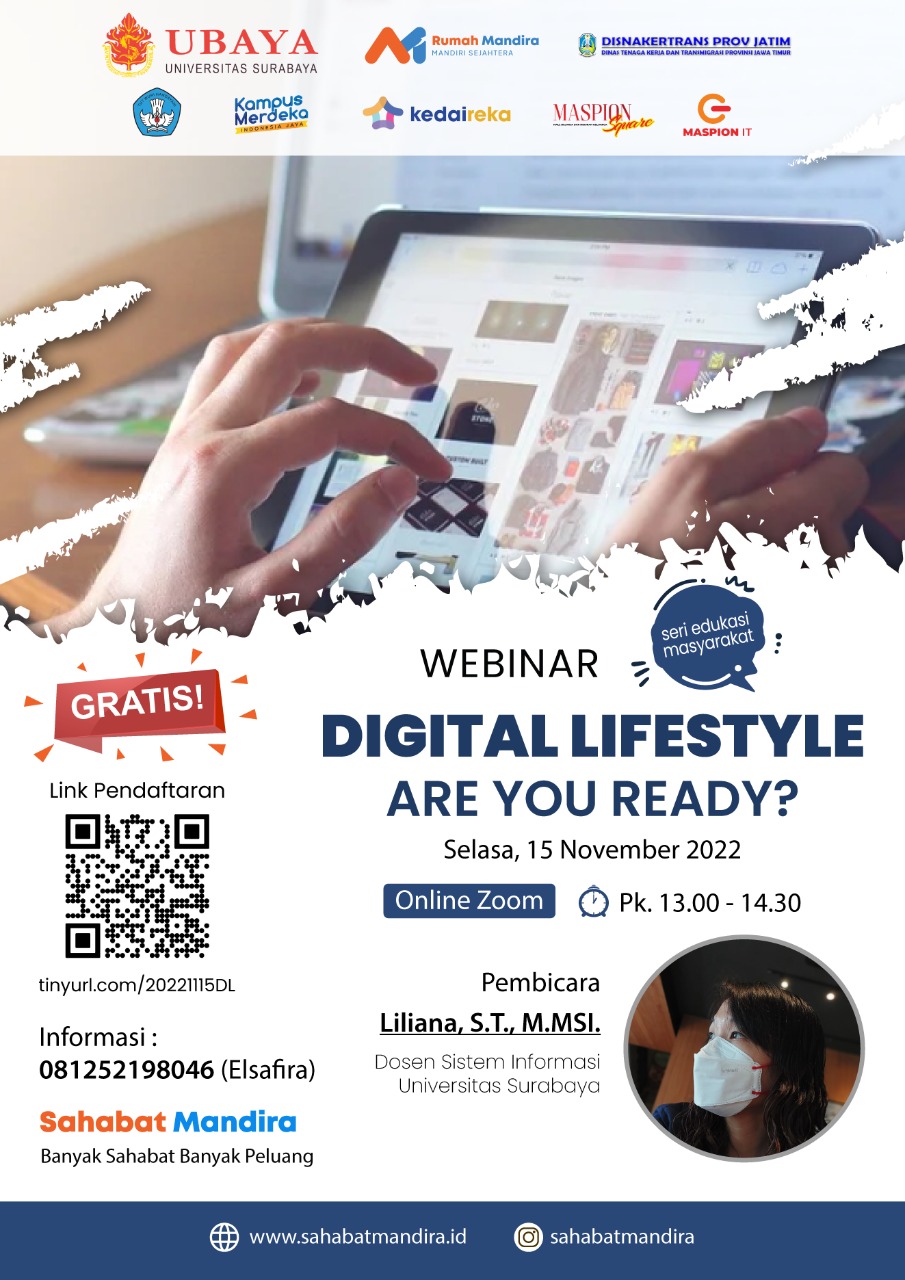 UBAYA
UNIVERSITAS SURABAYA
Rumah Mandira
MANDIRI SEJAHTERA
DISNAKERTRANS PROV JATIM
DINAS TENAGA KERJA DAN TRANMIGRASI PROVINSI JAWA TIMUR
Kampus
Merdeka
INDONESIA JAYA
kedaireka
MASPION
Square
MASPION IT
WEBINAR
seri edukasi
masyarakat
DIGITAL LIFESTYLE
ARE YOU READY?
Selasa, 15 November 2022
Online Zoom
Pk. 13.00 - 14.30
GRATIS!
Link Pendaftaran
tinyurl.com/20221115DL
Informasi :
081252198046 (Elsafira)
Sahabat Mandira
Banyak Sahabat Banyak Peluang
Pembicara
Liliana, S.T., M.MSI.
Dosen Sistem Informasi
Universitas Surabaya
www.sahabatmandira.id
sahabatmandira